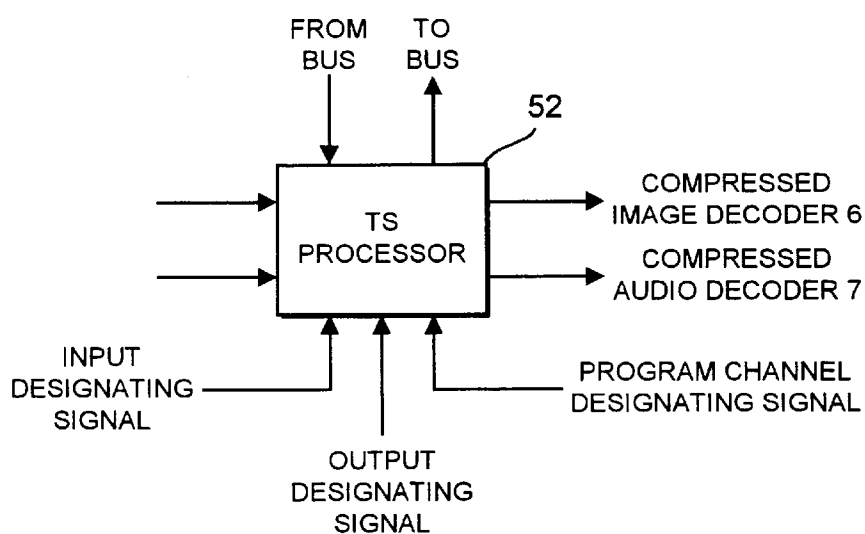 FROM
BUS
TO
BUS
52
TS
PROCESSOR
COMPRESSED
IMAGE DECODER 6
COMPRESSED
AUDIO DECODER 7
INPUT
DESIGNATING
SIGNAL
OUTPUT
DESIGNATING
SIGNAL
PROGRAM CHANNEL
DESIGNATING SIGNAL